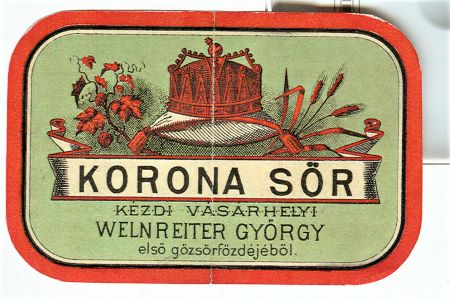 KORONA SÖR
KÉZDI VÁSÁRHELYI
WELNREITER GYÖRGY
első gőzsörfőzdéjéből.